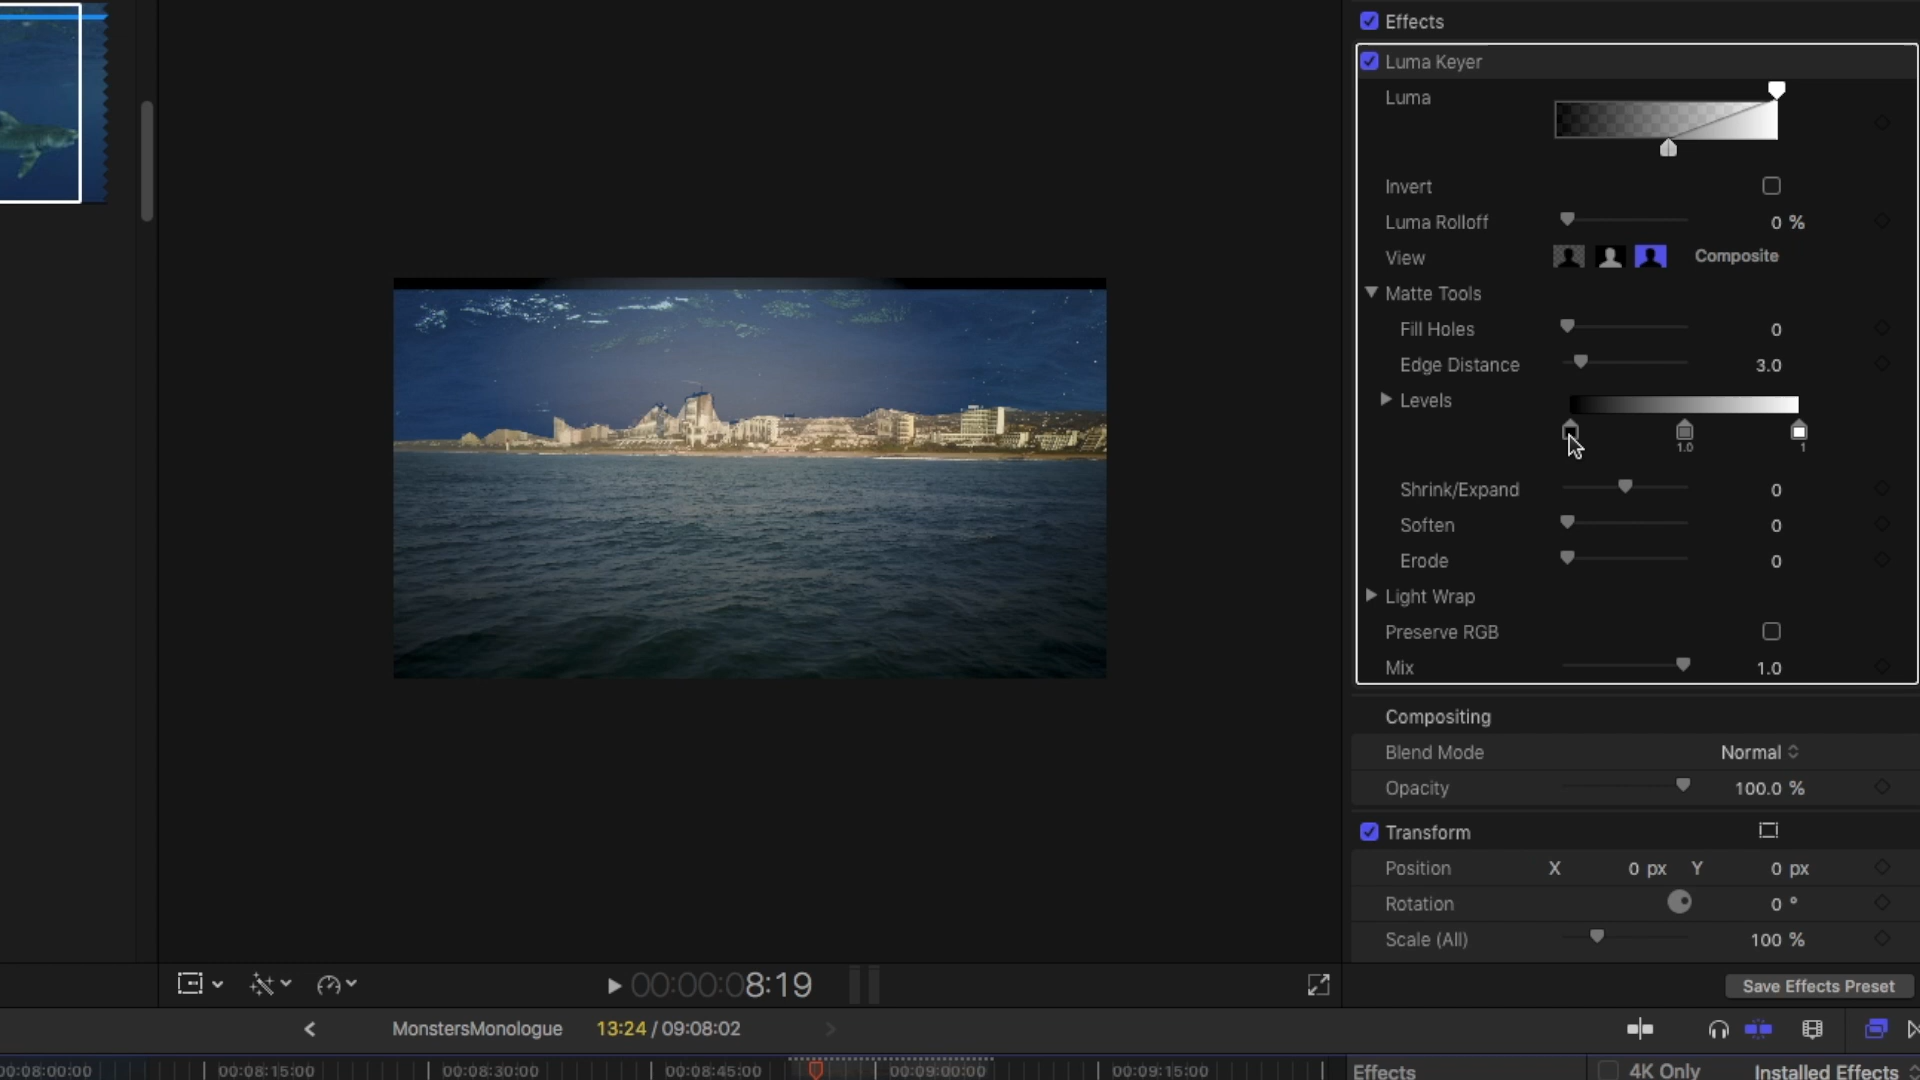 Effects
Luma Keyer
Luma
Invert
Luma Rolloff 0 %
View Composite
Matte Tools
Fill Holes 0
Edge Distance 3.0
Levels
1.0 1
Shrink/Expand 0
Soften 0
Erode 0
Light Wrap
Preserve RGB
Mix 1.0
Compositing
Blend Mode Normal
Opacity 100.0 %
Transform
Position X 0 px Y 0 px
Rotation 0 °
Scale (All) 100 %
00:00:08:19
Save Effects Preset
MonstersMonologue 13:24 / 09:08:02
00:08:00:00 00:08:15:00 00:08:30:00 00:08:45:00 00:09:00:00 00:09:15:00
Effects 4K Only Installed Effects